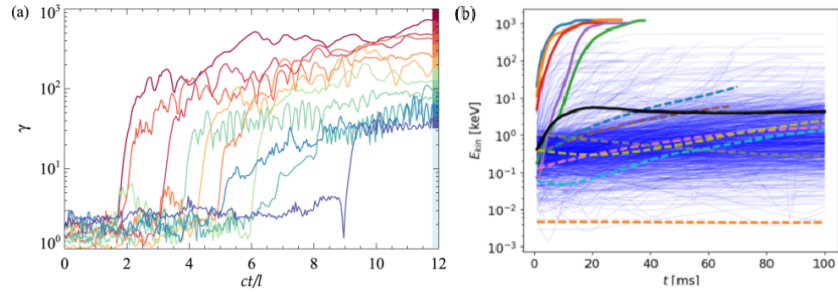 (a)
10³
10²
10¹
10⁰
γ
0 2 4 6 8 10 12
ct/l
(b)
10³
10²
10¹
10⁰
10⁻¹
10⁻²
10⁻³
E_kin [keV]
0 20 40 60 80 100
t [ms]